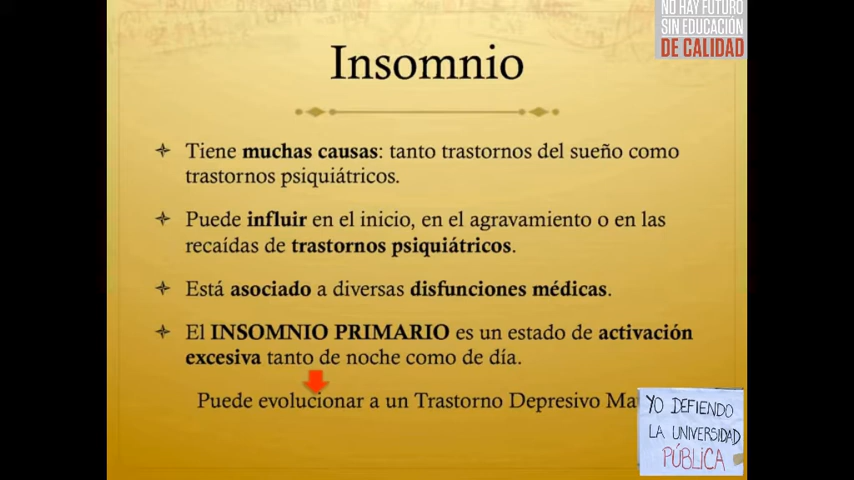 NO HAY FUTURO
SIN EDUCACIÓN
DE CALIDAD
Insomnio
Tiene muchas causas: tanto trastornos del sueño como
trastornos psiquiátricos.
Puede influir en el inicio, en el agravamiento o en las
recaídas de trastornos psiquiátricos.
Está asociado a diversas disfunciones médicas.
El INSOMNIO PRIMARIO es un estado de activación
excesiva tanto de noche como de día.
Puede evolucionar a un Trastorno Depresivo
YO DEFIENDO
LA UNIVERSIDAD
PÚBLICA